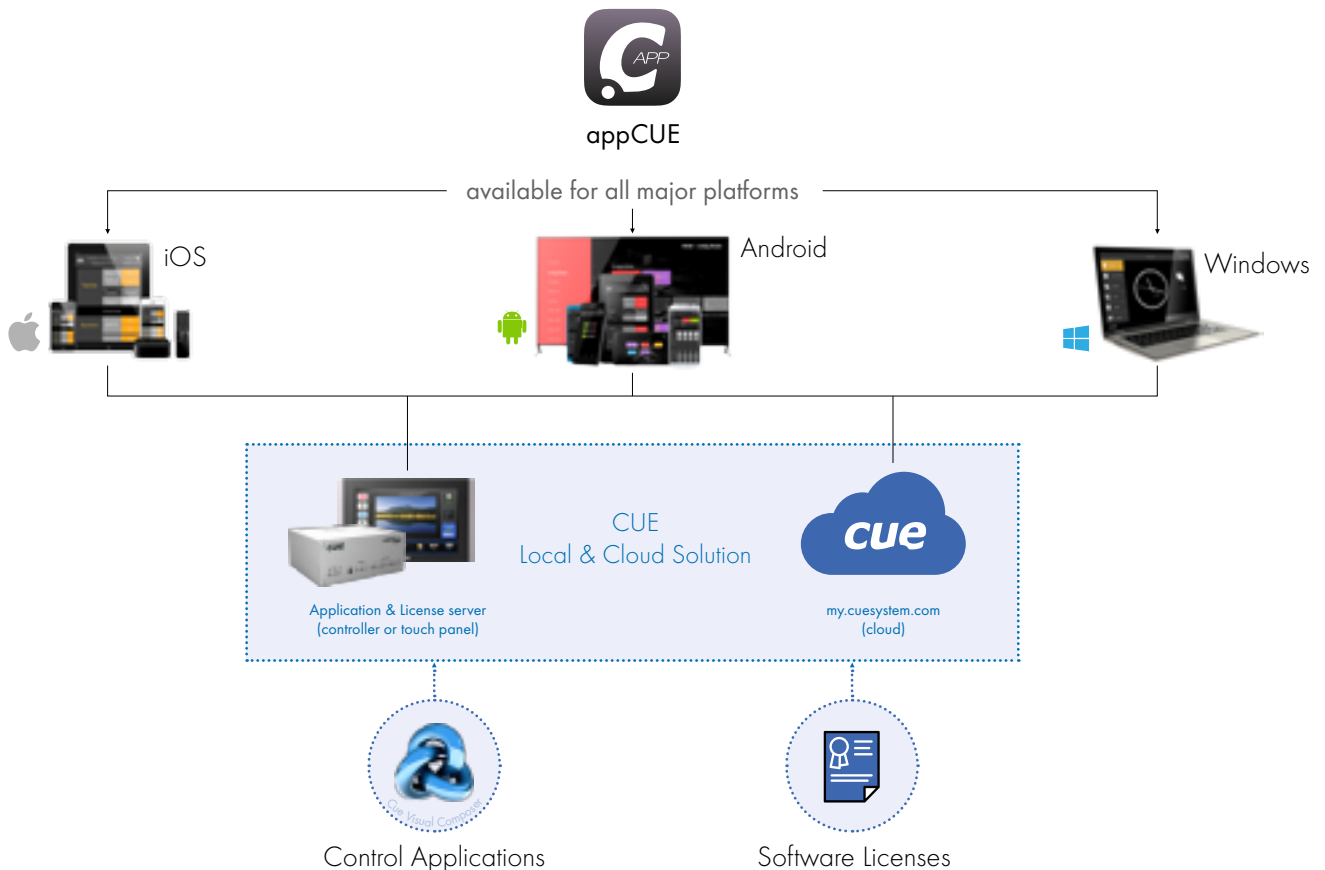 C APP
appCUE
available for all major platforms
iOS
Android
Windows
CUE
Local & Cloud Solution
cue
Application & License server
(controller or touch panel)
my.cuesystem.com
(cloud)
Cue Visual Composer
Control Applications
Software Licenses